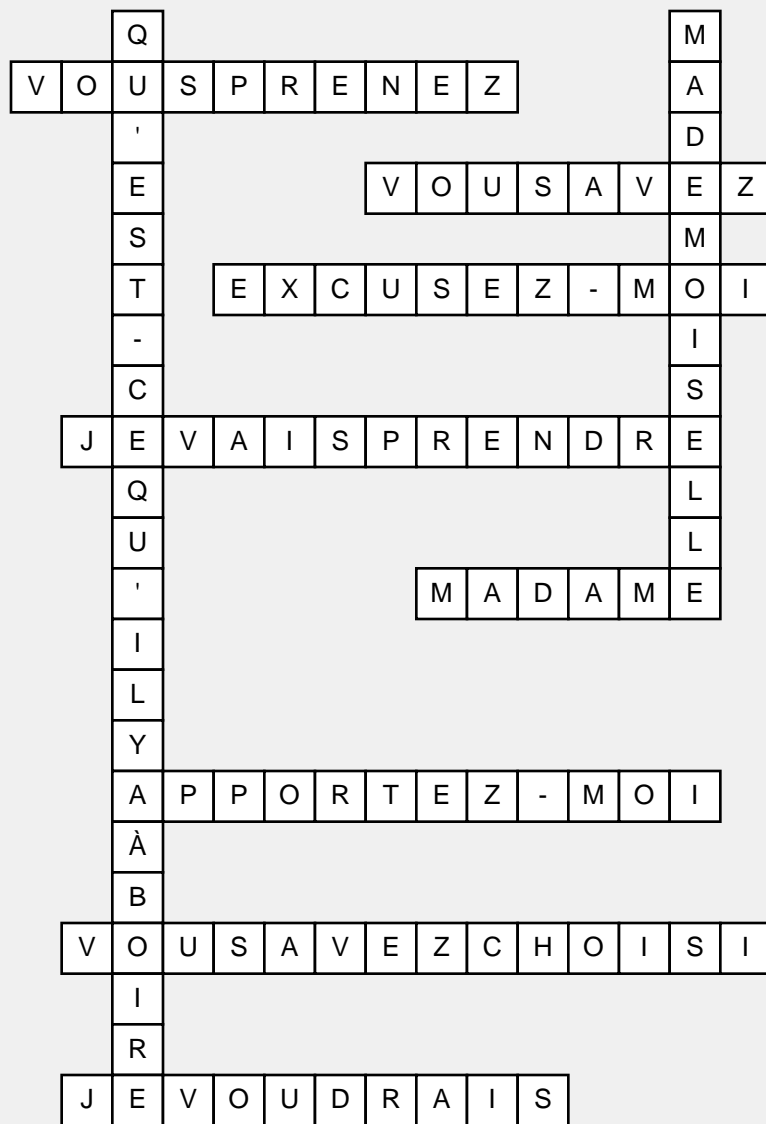 QU'EST-CEQU'ILYAÀBOIRE
MADEMOISELLE
VOUSPRENEZ
VOUSAVEZ
EXCUSEZ-MOI
JEVAISPRENDRE
MADAME
APPORTEZ-MOI
VOUSAVEZCHOISI
JEVOUDRAIS